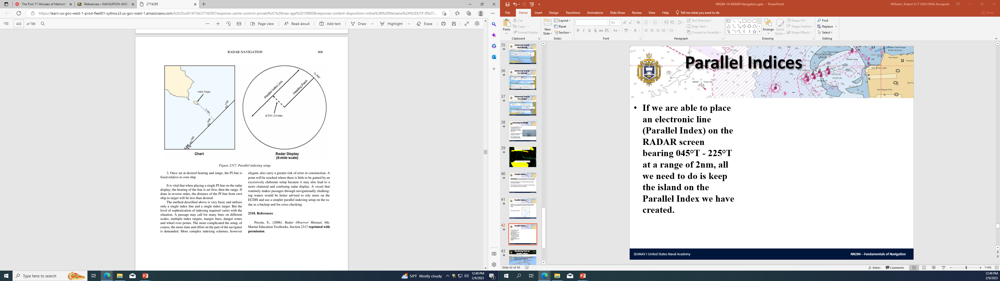 The First 17 Minutes of Metroid
References – NAVIGATION AND
2774295
https://learn-us-gov-west-1-prod-fleet01-xythos.s3.us-gov-west-1.amazonaws.com/62b35cd514724/2774295?response-cache-control=private%2C%20max-age%3D10800&response-content-disposition=inline%3B%20filename%2A%3DUTF-8%27...
420 of 789
Page view
Read aloud
Add text
Draw
Highlight
Erase
RADAR NAVIGATION 406
Index Target
2 miles
1150
1030
1000
Parallel Index Line
Heading Flash
Ø 315°, 2.0 miles
Chart
Radar Display
(6-mile scale)
Figure 2317. Parallel indexing setup.
3. Once set at desired bearing and range, the PI line is
fixed relative to own ship
It is vital that when placing a single PI line on the radar
display, the bearing of the line is set first, then the range. If
done in reverse order, the distance of the PI line from own
ship to target will be less than desired.
The method described above is very basic and utilizes
only a single index line and a single index target. But the
level of sophistication of indexing required varies with the
situation. A passage may call for many lines on different
scales, multiple index targets, margin lines, danger zones
and wheel over points. The more complicated the setup, of
course, the more time and effort on the part of the navigator
is demanded. More complex indexing schemes, however
elegant, also carry a greater risk of error in construction. A
point will be reached where there is little to be gained by an
excessively elaborate setup because it may also lead to a
more cluttered and confusing radar display. A vessel that
routinely makes passages through navigationally challeng-
ing waters would be better advised to rely more on the
ECDIS and use a simpler parallel indexing setup on the ra-
dar as a backup and for cross checking.
2318. References
Pecota, S., (2006). Radar Observer Manual, 6th.
Marine Education Textbooks. Section 2317 reprinted with
permission.
Type here to search
54°F Mostly cloudy
12:49 PM
2/9/2023
NN284-10-RADAR Navigation.pptx - PowerPoint
Wilhelm, Robert G LT USN USNA Annapolis
File
Home
Insert
Design
Transitions
Animations
Slide Show
Review
View
Help
Tell me what you want to do
Share
Paste
Cut
Copy
Format Painter
Clipboard
New
Slide
Layout
Reset
Section
Slides
16+
Font
Text Direction
Align Text
Convert to SmartArt
Paragraph
Arrange
Quick
Styles
Shape Fill
Shape Outline
Shape Effects
Drawing
Find
Replace
Select
Editing
35
Monitoring Track by
Head Bearing
36
Monitoring Turns by
Turn Bearing
37
Monitoring Turns by
Turn Ranges
38
Anchoring by RADAR
39
40
Parallel Indices
41
Parallel Indices
42
Parallel Indices
43
Monitoring Track by
Parallel Indices
Parallel Indices
Fourfathom
Bank
Four Fathom Bank
Golden Gate
Golden Gate Bridge
Fort Point
Mile Rocks Light
San Miguel Hills
• If we are able to place
an electronic line
(Parallel Index) on the
RADAR screen
bearing 045°T - 225°T
at a range of 2nm, all
we need to do is keep
the island on the
Parallel Index we have
created.
SEANAV I United States Naval Academy
NN284 – Fundamentals of Navigation
Slide 42 of 45
Notes
Comments
114%
12:49 PM
2/9/2023